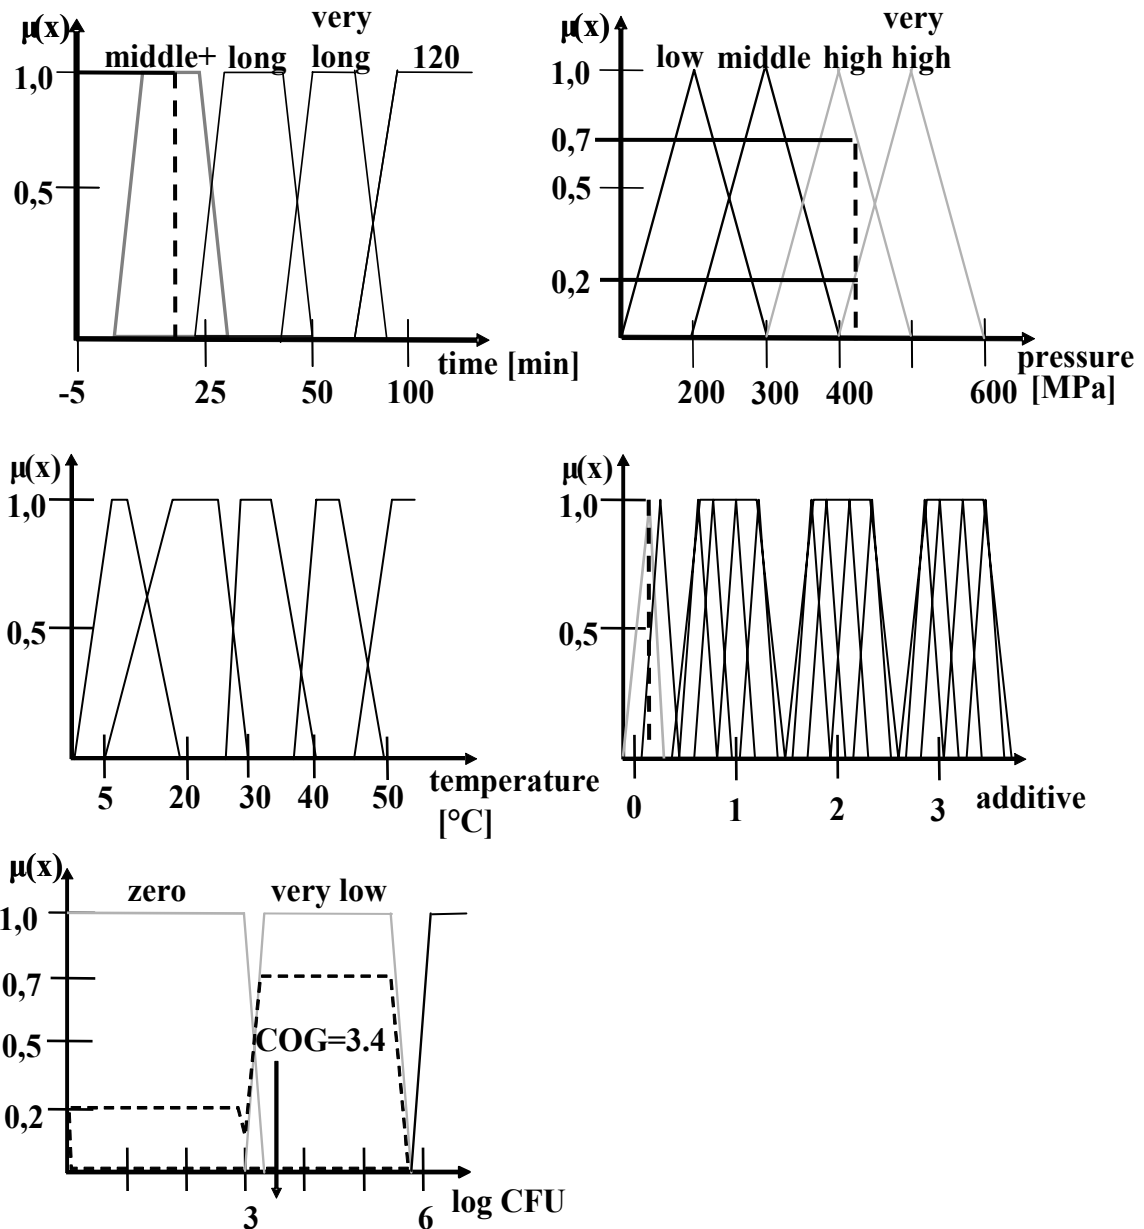 very
μ(x)
middle+ long long 120
1,0
0,5
time [min]
-5 25 50 100
very
μ(x)
low middle high high
1,0
0,7
0,5
0,2
pressure
[MPa]
200 300 400 600
μ(x)
1,0
0,5
temperature
[°C]
5 20 30 40 50
μ(x)
1,0
0,5
additive
0 1 2 3
μ(x)
zero very low
1,0
0,7
0,5
COG=3.4
0,2
log CFU
3 6